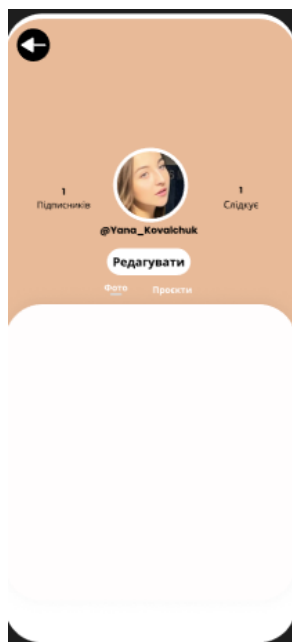 1
Підписників
1
Слідкує
@Yana_Kovalchuk
Редагувати
Фото
Проєкти